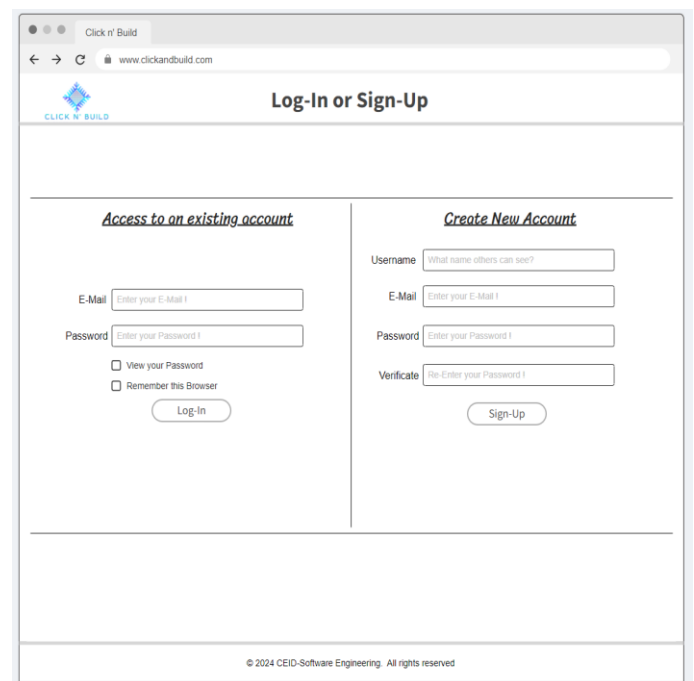 Click n' Build
www.clickandbuild.com
CLICK N' BUILD
Log-In or Sign-Up
Access to an existing account
E-Mail Enter your E-Mail !
Password Enter your Password !
View your Password
Remember this Browser
Log-In
Create New Account
Username What name others can see?
E-Mail Enter your E-Mail !
Password Enter your Password !
Verificate Re-Enter your Password !
Sign-Up
© 2024 CEID-Software Engineering. All rights reserved